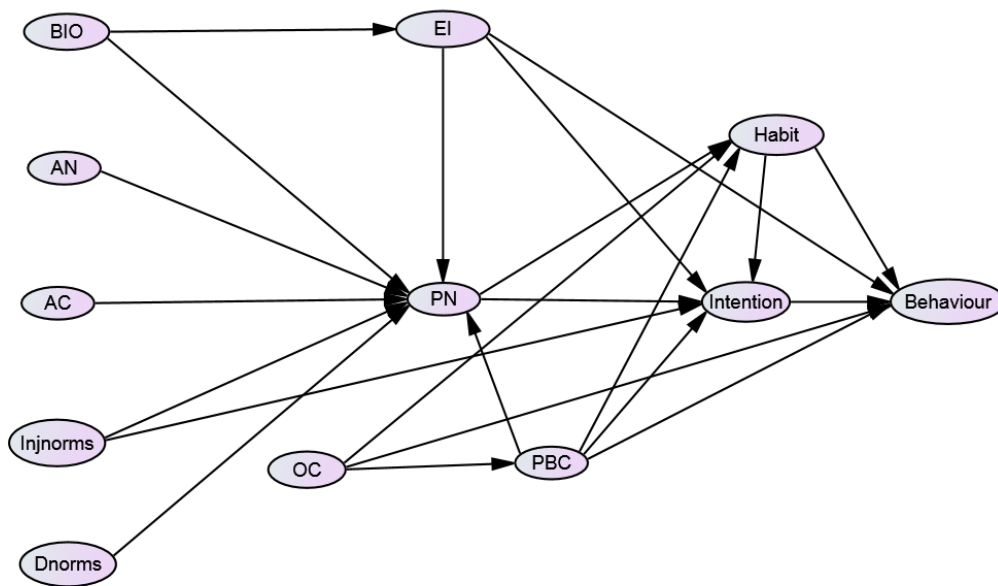 BIO
EI
Habit
AN
AC
PN
Intention
Behaviour
Injnorms
OC
PBC
Dnorms